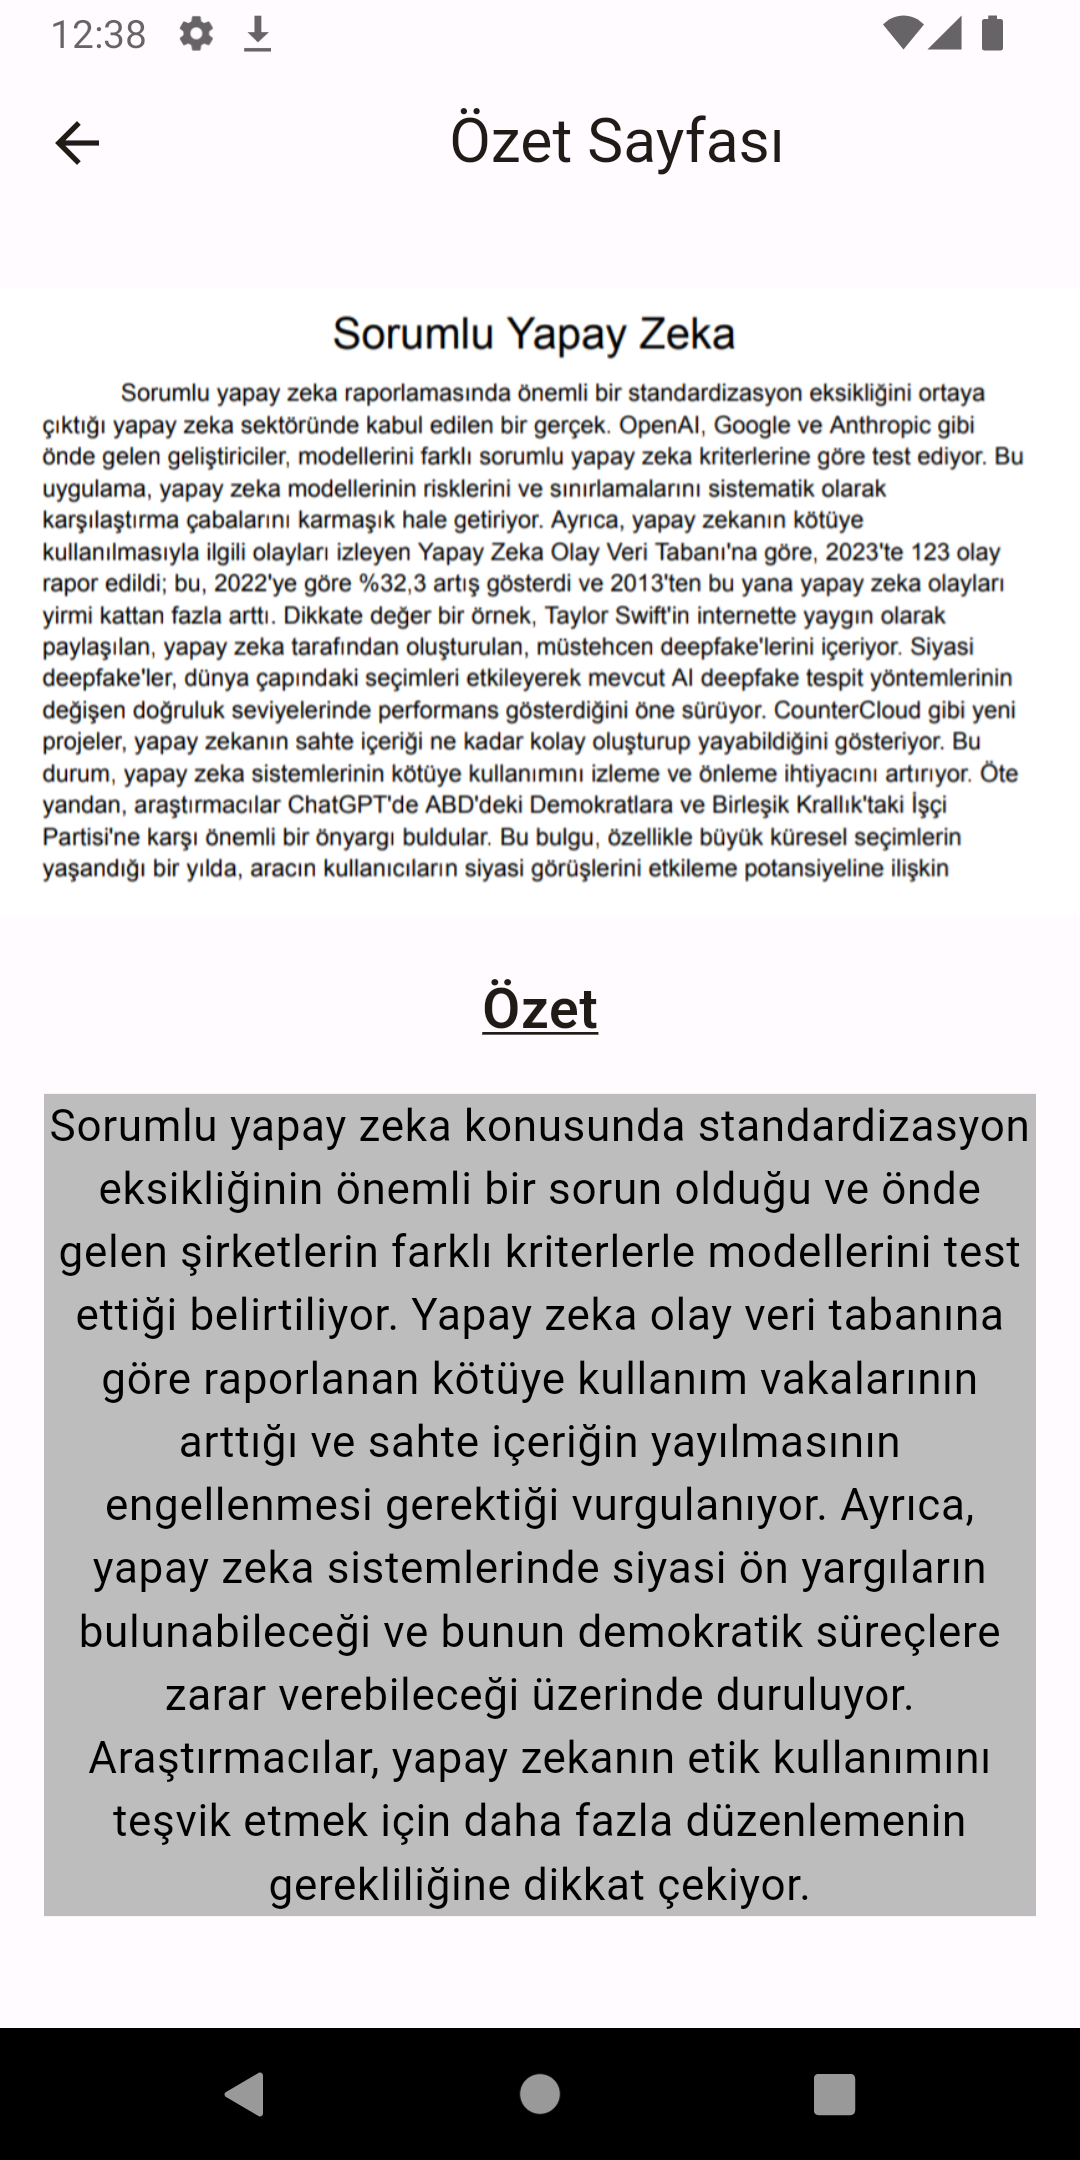 12:38
Özet Sayfası
Sorumlu Yapay Zeka
Sorumlu yapay zeka raporlamasında önemli bir standardizasyon eksikliğini ortaya
çıktığı yapay zeka sektöründe kabul edilen bir gerçek. OpenAI, Google ve Anthropic gibi
önde gelen geliştiriciler, modellerini farklı sorumlu yapay zeka kriterlerine göre test ediyor. Bu
uygulama, yapay zeka modellerinin risklerini ve sınırlamalarını sistematik olarak
karşılaştırma çabalarını karmaşık hale getiriyor. Ayrıca, yapay zekanın kötüye
kullanılmasıyla ilgili olayları izleyen Yapay Zeka Olay Veri Tabanı'na göre, 2023'te 123 olay
rapor edildi; bu, 2022'ye göre %32,3 artış gösterdi ve 2013'ten bu yana yapay zeka olayları
yirmi kattan fazla arttı. Dikkate değer bir örnek, Taylor Swift'in internette yaygın olarak
paylaşılan, yapay zeka tarafından oluşturulan, müstehcen deepfake'lerini içeriyor. Siyasi
deepfake'ler, dünya çapındaki seçimleri etkileyerek mevcut AI deepfake tespit yöntemlerinin
değişen doğruluk seviyelerinde performans gösterdiğini öne sürüyor. CounterCloud gibi yeni
projeler, yapay zekanın sahte içeriği ne kadar kolay oluşturup yayabildiğini gösteriyor. Bu
durum, yapay zeka sistemlerinin kötüye kullanımını izleme ve önleme ihtiyacını artırıyor. Öte
yandan, araştırmacılar ChatGPT'de ABD'deki Demokratlara ve Birleşik Krallık'taki İşçi
Partisi'ne karşı önemli bir önyargı buldular. Bu bulgu, özellikle büyük küresel seçimlerin
yaşandığı bir yılda, aracın kullanıcıların siyasi görüşlerini etkileme potansiyeline ilişkin
Özet
Sorumlu yapay zeka konusunda standardizasyon
eksikliğinin önemli bir sorun olduğu ve önde
gelen şirketlerin farklı kriterlerle modellerini test
ettiği belirtiliyor. Yapay zeka olay veri tabanına
göre raporlanan kötüye kullanım vakalarının
arttığı ve sahte içeriğin yayılmasının
engellenmesi gerektiği vurgulanıyor. Ayrıca,
yapay zeka sistemlerinde siyasi ön yargıların
bulunabileceği ve bunun demokratik süreçlere
zarar verebileceği üzerinde duruluyor.
Araştırmacılar, yapay zekanın etik kullanımını
teşvik etmek için daha fazla düzenlemenin
gerekliliğine dikkat çekiyor.